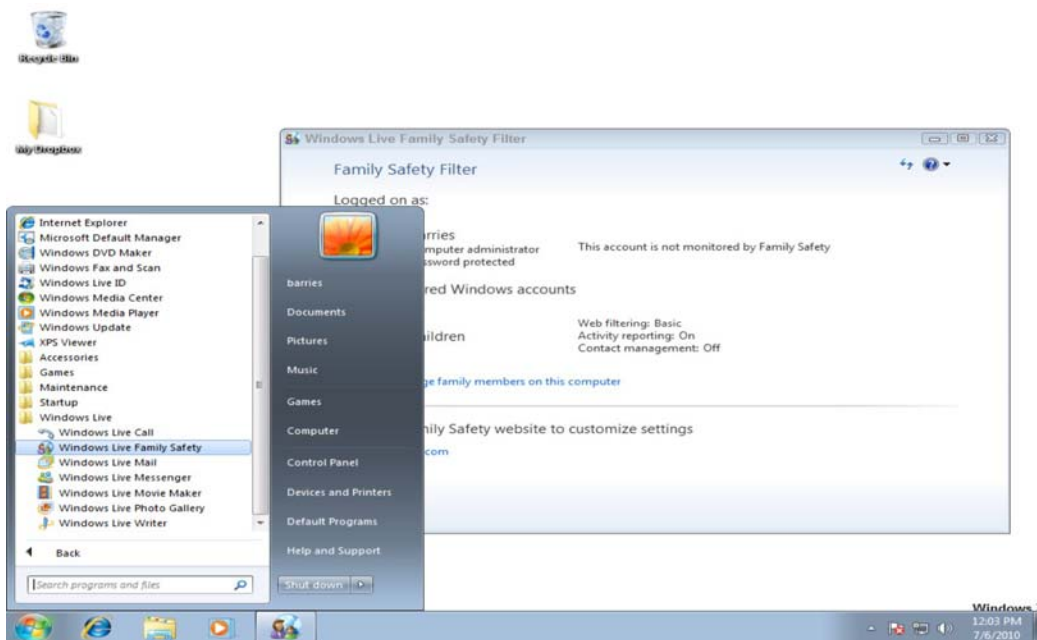 Recycle Bin
My Dropbox
Windows Live Family Safety Filter
Family Safety Filter
Logged on as:
rries
mputer administrator
ssword protected
This account is not monitored by Family Safety
red Windows accounts
ildren
Web filtering: Basic
Activity reporting: On
Contact management: Off
ge family members on this computer
ily Safety website to customize settings
com
Internet Explorer
Microsoft Default Manager
Windows DVD Maker
Windows Fax and Scan
Windows Live ID
Windows Media Center
Windows Media Player
Windows Update
XPS Viewer
Accessories
Games
Maintenance
Startup
Windows Live
Windows Live Call
Windows Live Family Safety
Windows Live Mail
Windows Live Messenger
Windows Live Movie Maker
Windows Live Photo Gallery
Windows Live Writer
Back
Search programs and files
barries
Documents
Pictures
Music
Games
Computer
Control Panel
Devices and Printers
Default Programs
Help and Support
Shut down
Windows
12:03 PM
7/6/2010